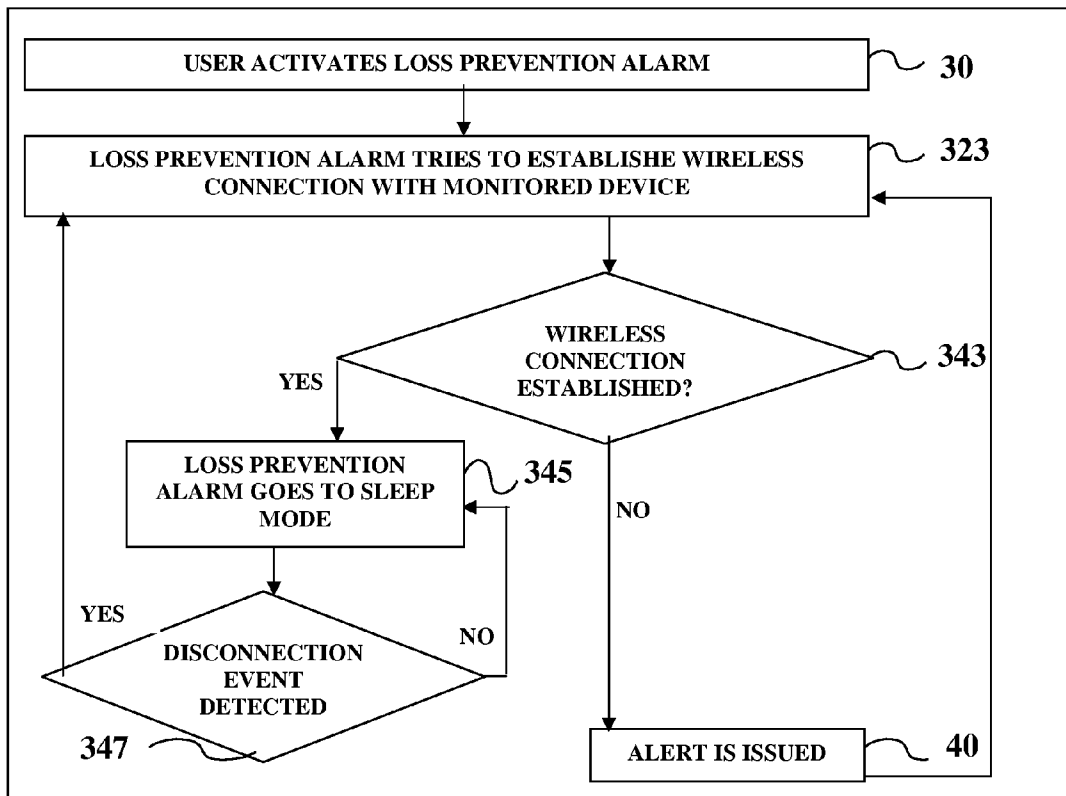 USER ACTIVATES LOSS PREVENTION ALARM
30
LOSS PREVENTION ALARM TRIES TO ESTABLISHE WIRELESS
CONNECTION WITH MONITORED DEVICE
323
WIRELESS
CONNECTION
ESTABLISHED?
343
YES
LOSS PREVENTION
ALARM GOES TO SLEEP
MODE
345
NO
YES
NO
DISCONNECTION
EVENT
DETECTED
347
ALERT IS ISSUED
40